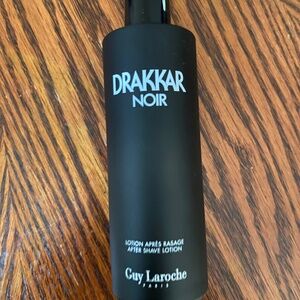 DRAKKAR
NOIR
LOTION APRÈS RASAGE
AFTER SHAVE LOTION
Guy Laroche
PARIS